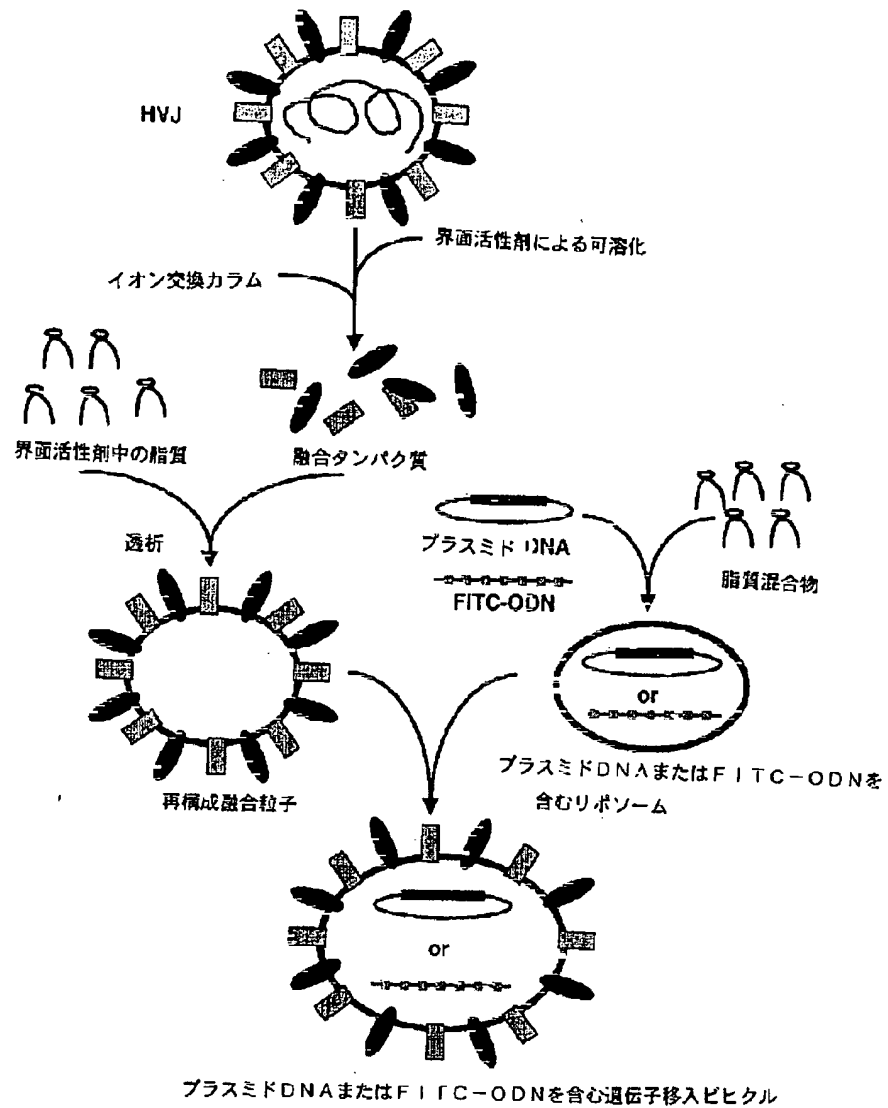 HVJ
界面活性剤による可溶化
イオン交換カラム
界面活性剤中の脂質
融合タンパク質
透析
プラスミド DNA
FITC-ODN
脂質混合物
or
プラスミドDNAまたはFITC-ODNを
含むリポソーム
再構成融合粒子
or
プラスミドDNAまたはFITC-ODNを含む遺伝子移入ビヒクル